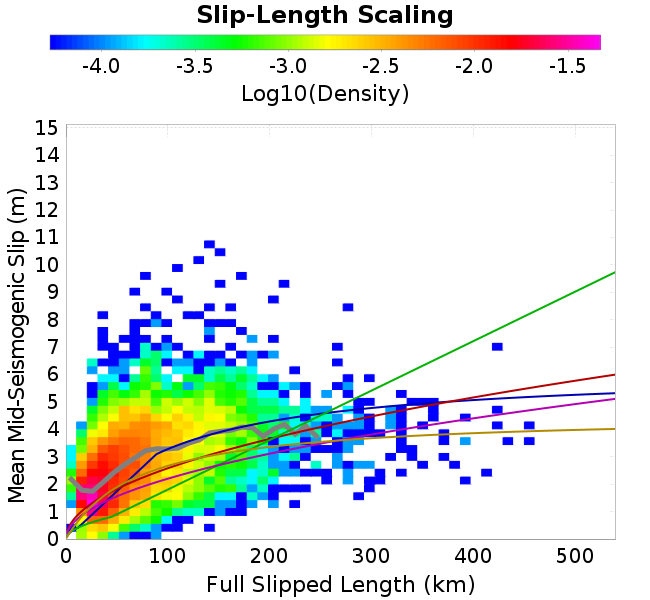 Slip-Length Scaling
-4.0 -3.5 -3.0 -2.5 -2.0 -1.5
Log10(Density)
15
14
13
12
11
10
9
8
7
6
5
4
3
2
1
0
Mean Mid-Seismogenic Slip (m)
0 100 200 300 400 500
Full Slipped Length (km)